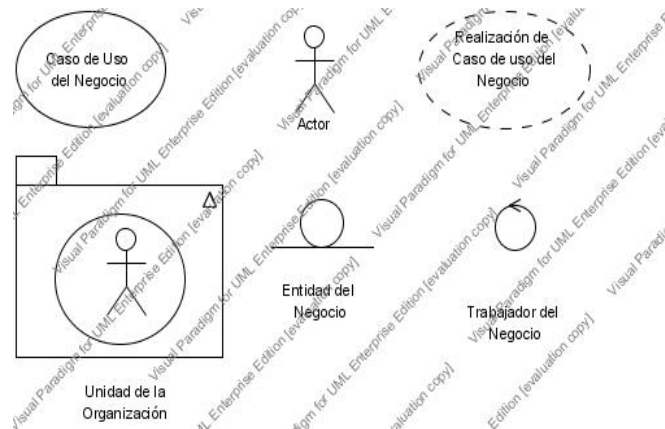 Caso de Uso
del Negocio
Actor
Realización de
Caso de uso del
Negocio
Unidad de la
Organización
Entidad del
Negocio
Trabajador del
Negocio
Visual Paradigm for UML Enterprise Edition [evaluation copy]